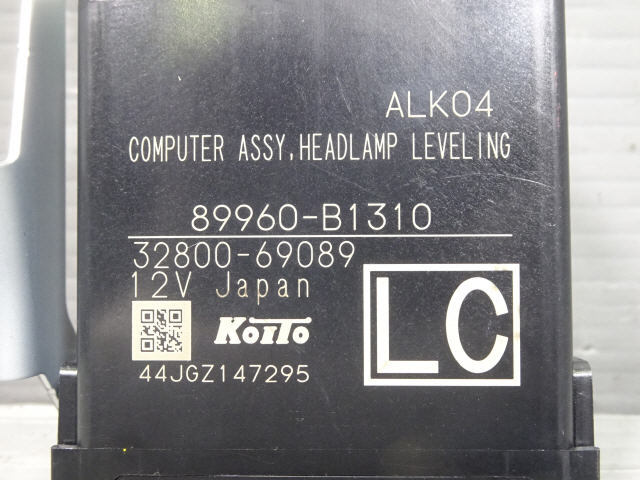 ALK04
COMPUTER ASSY,HEADLAMP LEVELING
89960-B1310
32800-69089
12V Japan
KOITO
LC
44JGZ147295